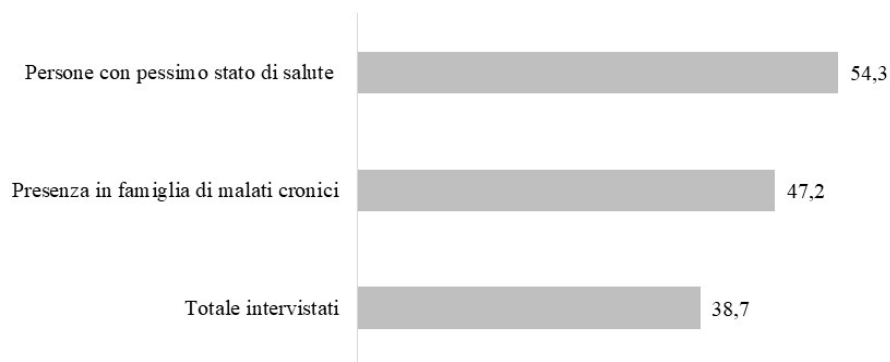 Persone con pessimo stato di salute 54,3
Presenza in famiglia di malati cronici 47,2
Totale intervistati 38,7